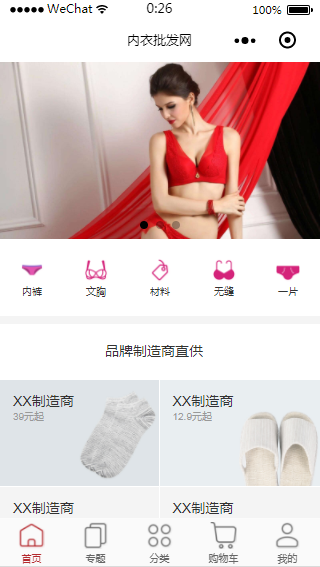 WeChat 0:26 100%
内衣批发网
内裤 文胸 材料 无缝 一片
品牌制造商直供
XX制造商 XX制造商
39元起 12.9元起
XX制造商 XX制造商
首页 专题 分类 购物车 我的